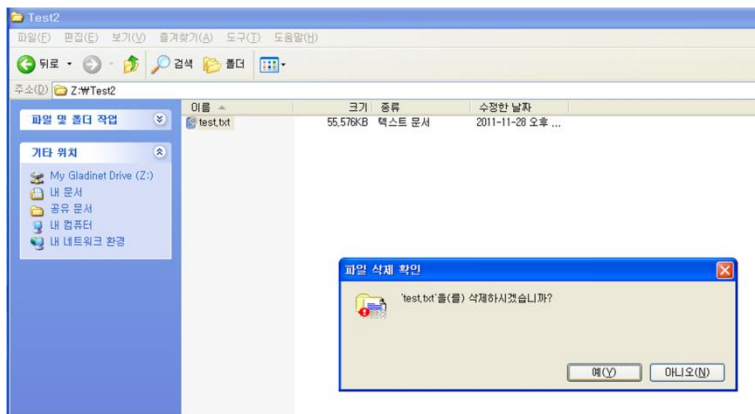 Test2
파일(F) 편집(E) 보기(V) 즐겨찾기(A) 도구(T) 도움말(H)
뒤로 검색 폴더
주소(D) Z:₩Test2
이름 크기 종류 수정한 날짜
test.txt 55,576KB 텍스트 문서 2011-11-28 오후 ...
파일 및 폴더 작업
기타 위치
My Gladinet Drive (Z:)
내 문서
공유 문서
내 컴퓨터
내 네트워크 환경
파일 삭제 확인
'test.txt'을(를) 삭제하시겠습니까?
예(Y) 아니오(N)